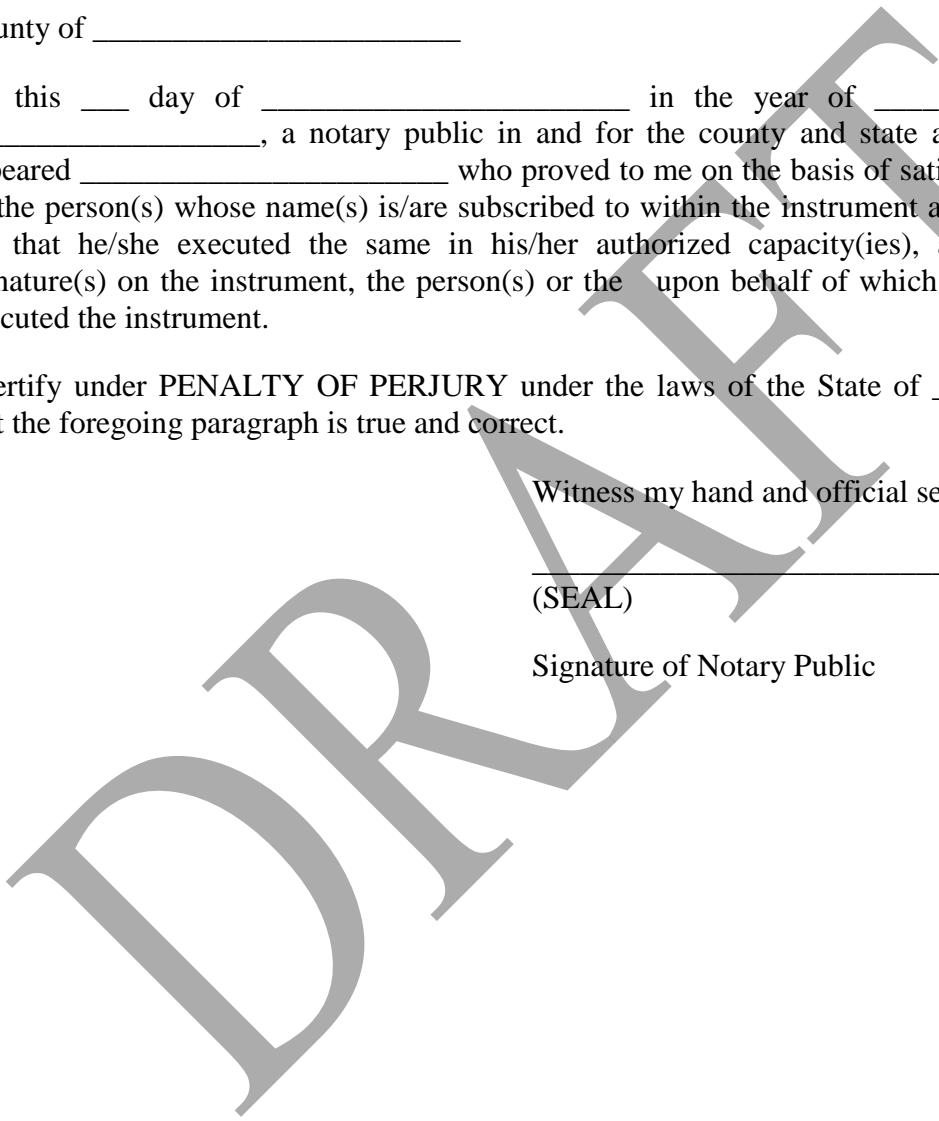 unty of _______________________
this ___ day of _______________________ in the year of ____
________________, a notary public in and for the county and state a
eared _______________________ who proved to me on the basis of sati
the person(s) whose name(s) is/are subscribed to within the instrument a
that he/she executed the same in his/her authorized capacity(ies),
nature(s) on the instrument, the person(s) or the upon behalf of which
cuted the instrument.
ertify under PENALTY OF PERJURY under the laws of the State of _
t the foregoing paragraph is true and correct.
Witness my hand and official se
__________________________
(SEAL)
Signature of Notary Public
DRAFT